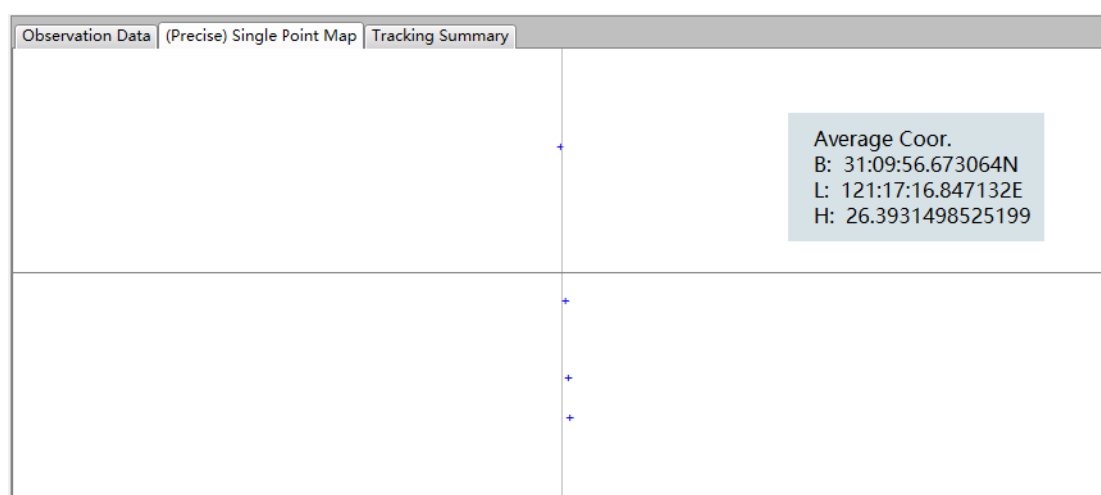 Observation Data (Precise) Single Point Map Tracking Summary
Average Coor.
B: 31:09:56.673064N
L: 121:17:16.847132E
H: 26.3931498525199